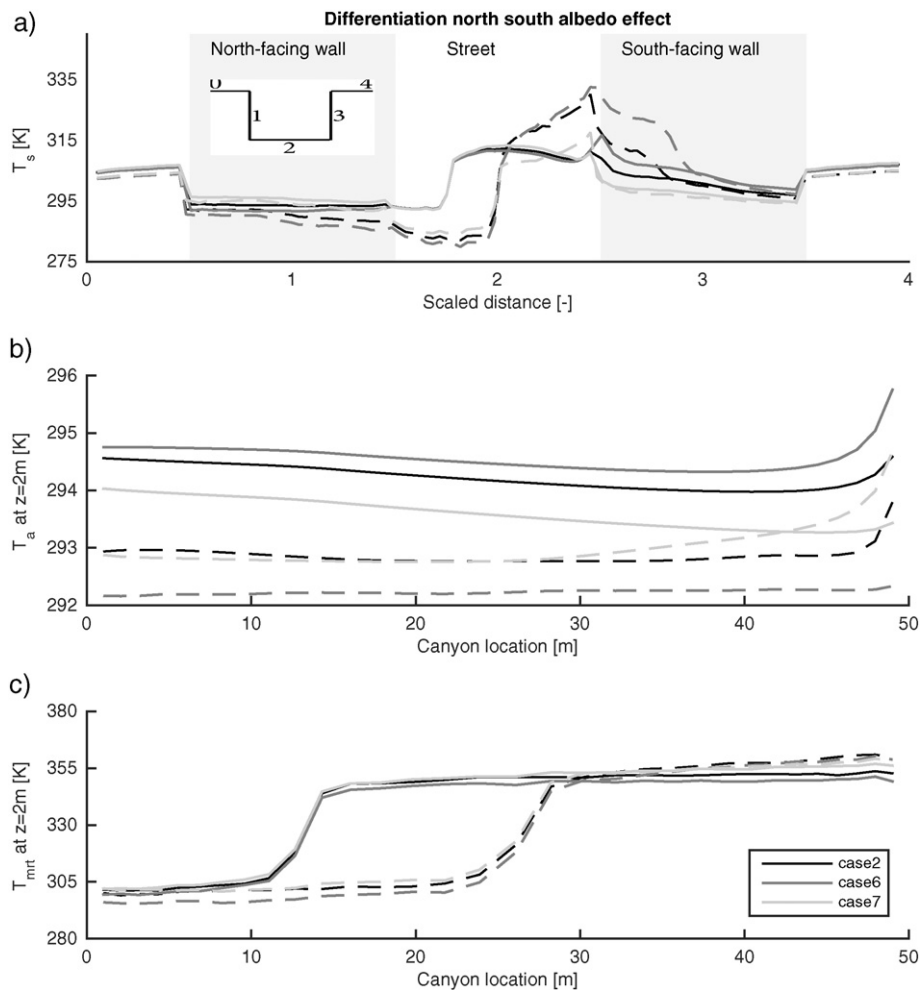 Differentiation north south albedo effect
a)
North-facing wall Street South-facing wall
335
315
295
275
T_s [K]
0 4
1 3
2
0 1 2 3 4
Scaled distance [-]
b)
296
295
294
293
292
T_a at z=2m [K]
0 10 20 30 40 50
Canyon location [m]
c)
380
355
330
305
280
T_mrt at z=2m [K]
case2
case6
case7
0 10 20 30 40 50
Canyon location [m]